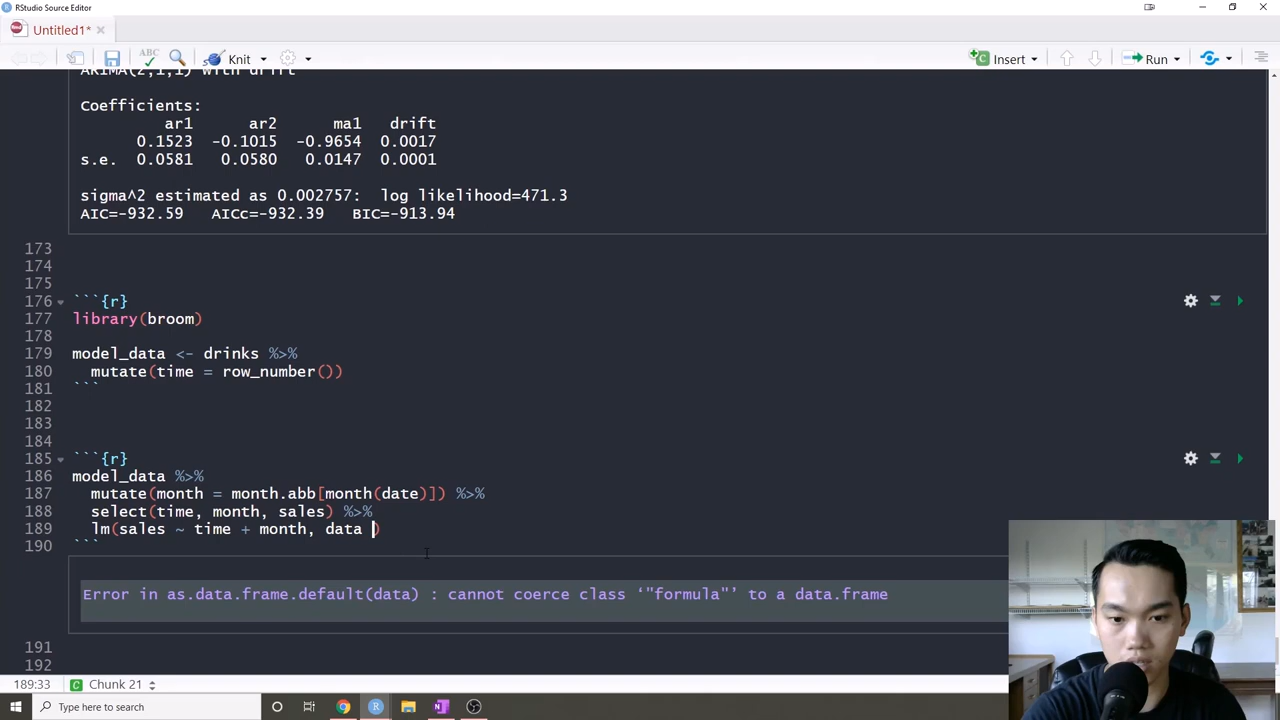 RStudio Source Editor
Untitled1*
ABC
Knit
Insert
Run
ARIMA(2,1,1) with drift
Coefficients:
ar1 ar2 ma1 drift
0.1523 -0.1015 -0.9654 0.0017
s.e. 0.0581 0.0580 0.0147 0.0001
sigma^2 estimated as 0.002757: log likelihood=471.3
AIC=-932.59 AICc=-932.39 BIC=-913.94
173
174
175
176 ```{r}
177 library(broom)
178
179 model_data <- drinks %>%
180 mutate(time = row_number())
181 ```
182
183
184
185 ```{r}
186 model_data %>%
187 mutate(month = month.abb[month(date)]) %>%
188 select(time, month, sales) %>%
189 lm(sales ~ time + month, data )
190 ```
Error in as.data.frame.default(data) : cannot coerce class ‘"formula"’ to a data.frame
191
192
189:33 Chunk 21
Type here to search